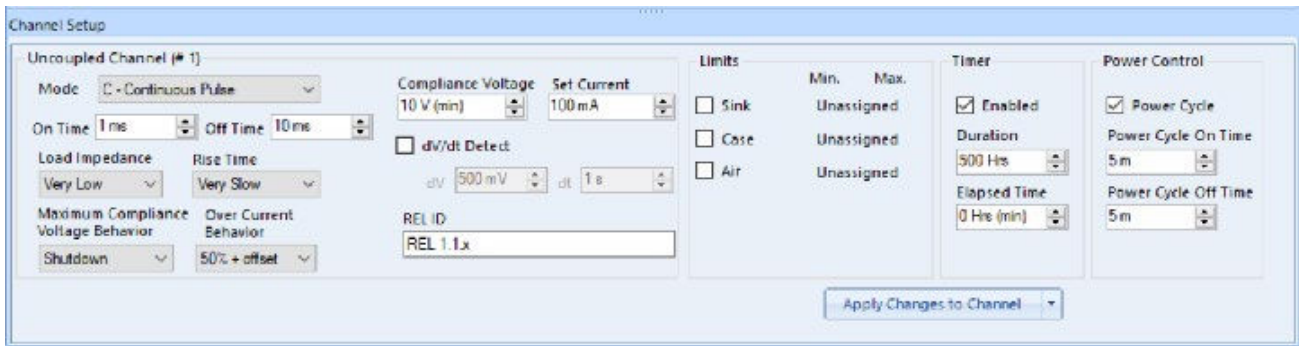 Channel Setup
Uncoupled Channel (# 1)
Mode C - Continuous Pulse
On Time 1 ms Off Time 10 ms
Load Impedance Rise Time
Very Low Very Slow
Maximum Compliance Voltage Behavior
Over Current Behavior
Shutdown 50% + offset
Compliance Voltage Set Current
10 V (min) 100 mA
dV/dt Detect
dV 500 mV dt 1 s
REL ID
REL 1.1.x
Limits
Min. Max.
Sink Unassigned
Case Unassigned
Air Unassigned
Timer
Enabled
Duration
500 Hrs
Elapsed Time
0 Hrs (min)
Power Control
Power Cycle
Power Cycle On Time
5 m
Power Cycle Off Time
5 m
Apply Changes to Channel